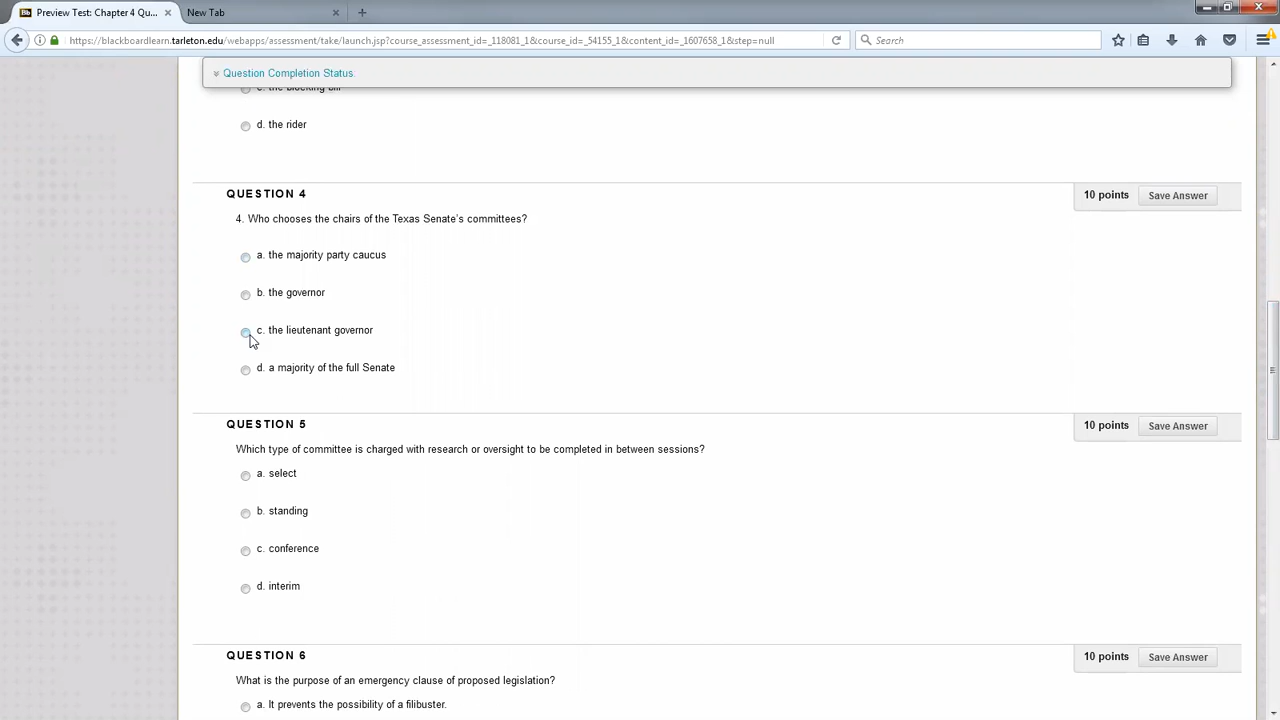 Preview Test: Chapter 4 Qu...
New Tab
https://blackboardlearn.tarleton.edu/webapps/assessment/take/launch.jsp?course_assessment_id=_118081_1&course_id=_54155_1&content_id=_1607658_1&step=null
Search
Question Completion Status:
c. the blocking bill
d. the rider
QUESTION 4
10 points
Save Answer
4. Who chooses the chairs of the Texas Senate's committees?
a. the majority party caucus
b. the governor
c. the lieutenant governor
d. a majority of the full Senate
QUESTION 5
10 points
Save Answer
Which type of committee is charged with research or oversight to be completed in between sessions?
a. select
b. standing
c. conference
d. interim
QUESTION 6
10 points
Save Answer
What is the purpose of an emergency clause of proposed legislation?
a. It prevents the possibility of a filibuster.